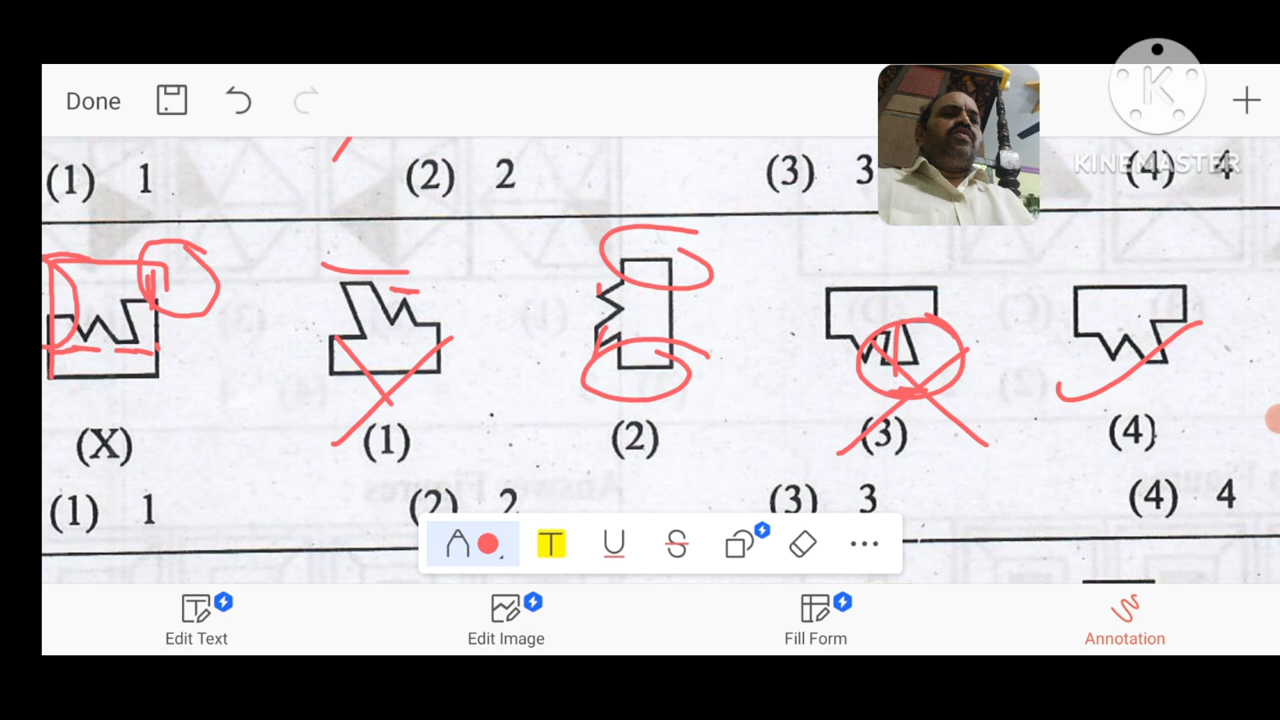 Done
KINEMASTER
(1) 1 (2) 2 (3) 3 (4) 4
(X) (1) (2) (3) (4)
(1) 1 (2) 2 (3) 3 (4) 4
T U S
Edit Text Edit Image Fill Form Annotation